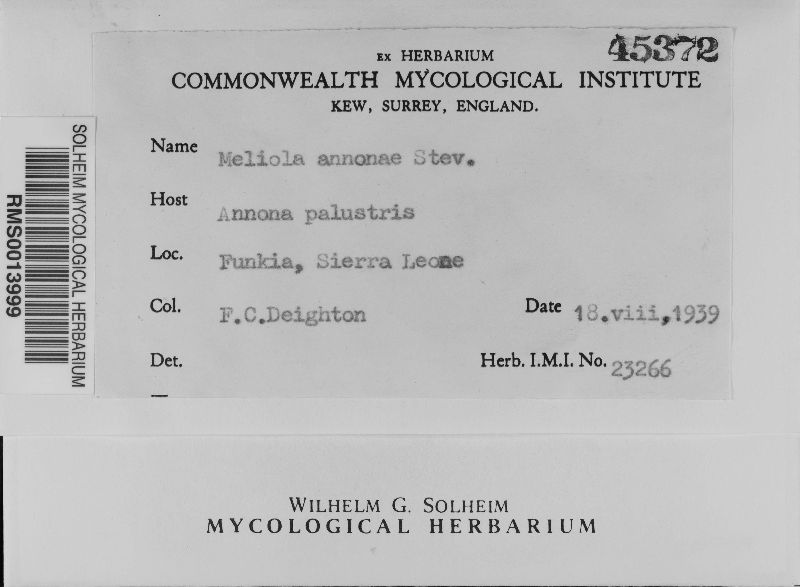 45372
EX HERBARIUM
COMMONWEALTH MYCOLOGICAL INSTITUTE
KEW, SURREY, ENGLAND.
Name Meliola annonae Stev.
Host Annona palustris
Loc. Funkia, Sierra Leone
Col. F.C.Deighton Date 18.viii,1939
Det. Herb. I.M.I. No. 23266
SOLHEIM MYCOLOGICAL HERBARIUM
RMS0013999
WILHELM G. SOLHEIM
MYCOLOGICAL HERBARIUM